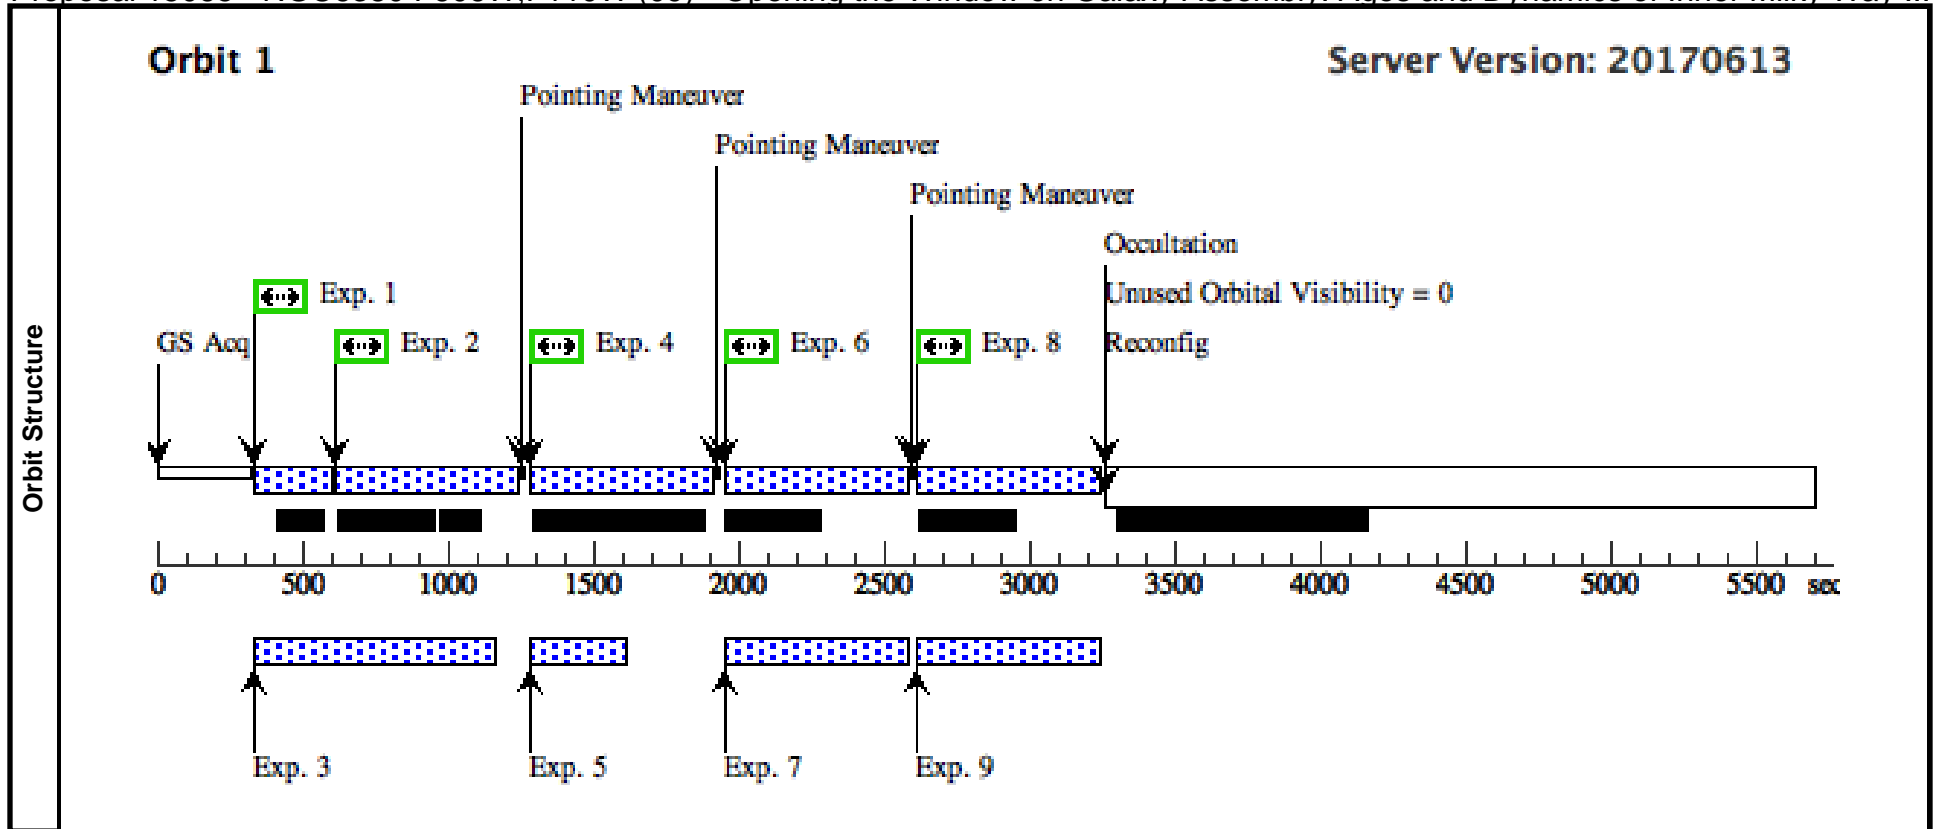 Orbit 1
Server Version: 20170613
Pointing Maneuver
Pointing Maneuver
Pointing Maneuver
Occultation
Exp. 1
Unused Orbital Visibility = 0
GS Acq
Exp. 2
Exp. 4
Exp. 6
Exp. 8
Reconfig
Orbit Structure
0 500 1000 1500 2000 2500 3000 3500 4000 4500 5000 5500 sec
Exp. 3
Exp. 5
Exp. 7
Exp. 9